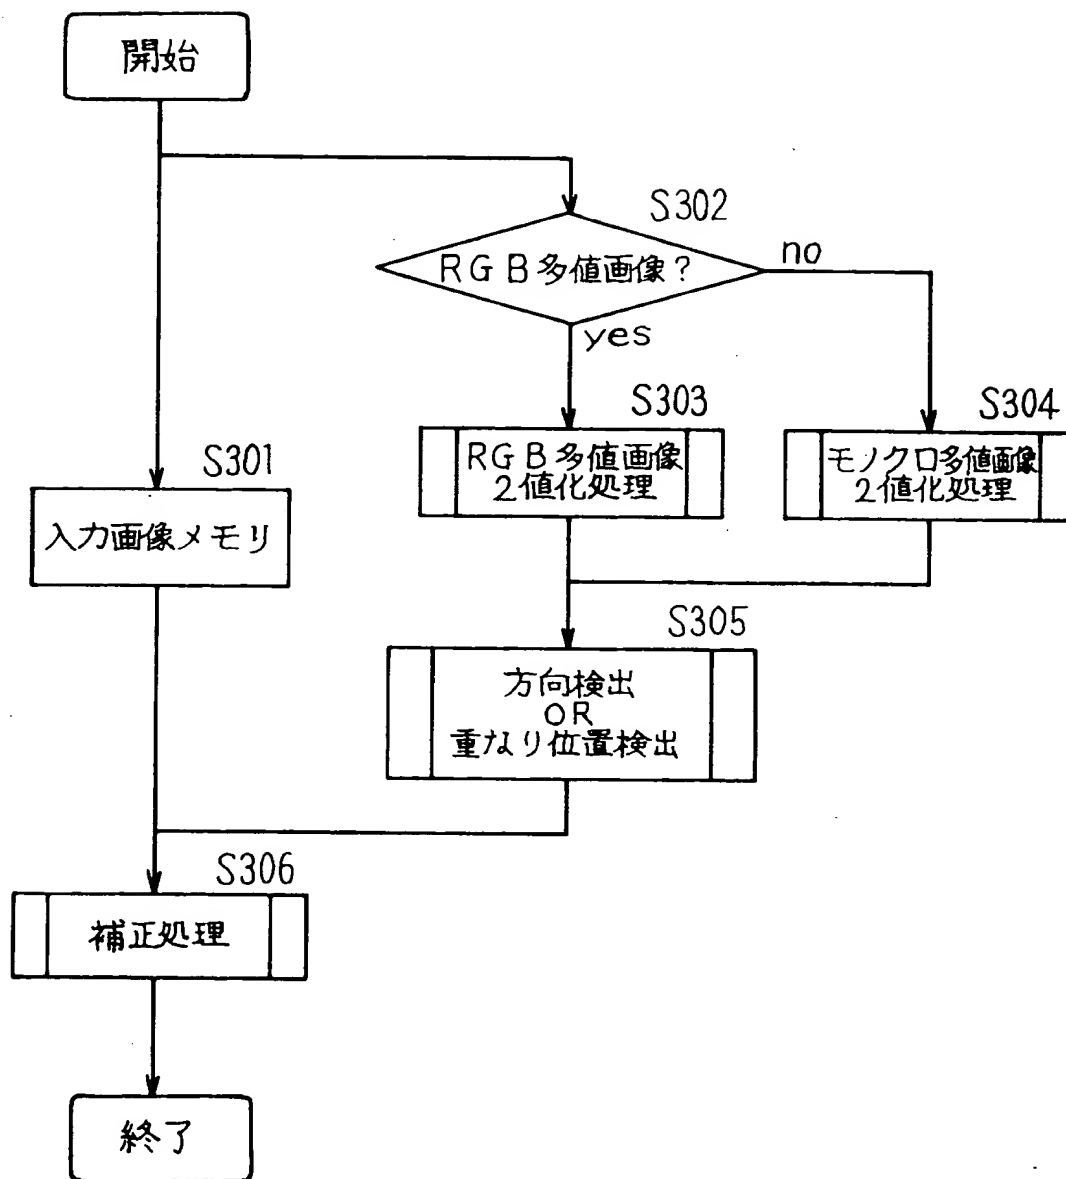 開始
S302
RGB多値画像?
no
yes
S303
RGB多値画像
2値化処理
S304
モノクロ多値画像
2値化処理
S301
入力画像メモリ
S305
方向検出
OR
重なり位置検出
S306
補正処理
終了